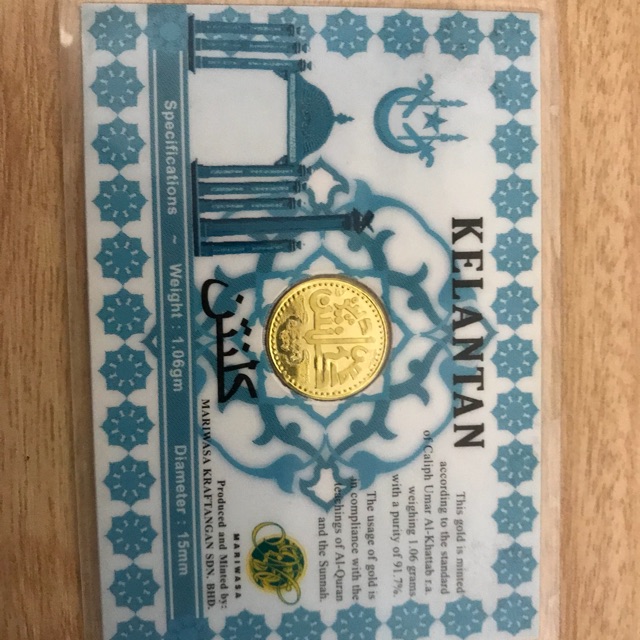 KELANTAN
This gold is minted
according to the standard
of Caliph Umar Al-Khattab r.a.
weighing 1.06 grams
with a purity of 91.7%.
The usage of gold is
in compliance with the
teachings of Al-Quran
and the Sunnah.
كلنتن
MARIWASA
Produced and Minted by:
MARIWASA KRAFTANGAN SDN. BHD.
Specifications ~ Weight : 1.06gm Diameter : 15mm